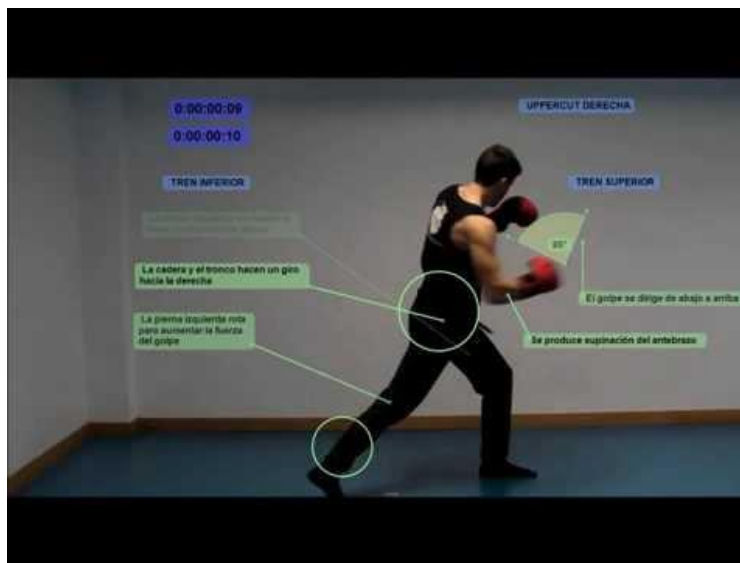 0:00:00:09
0:00:00:10
UPPERCUT DERECHA
TREN INFERIOR
TREN SUPERIOR
La cadera y el tronco hacen un giro
hacia la derecha
La pierna izquierda rota
para aumentar la fuerza
del golpe
El golpe se dirige de abajo a arriba
Se produce supinación del antebrazo